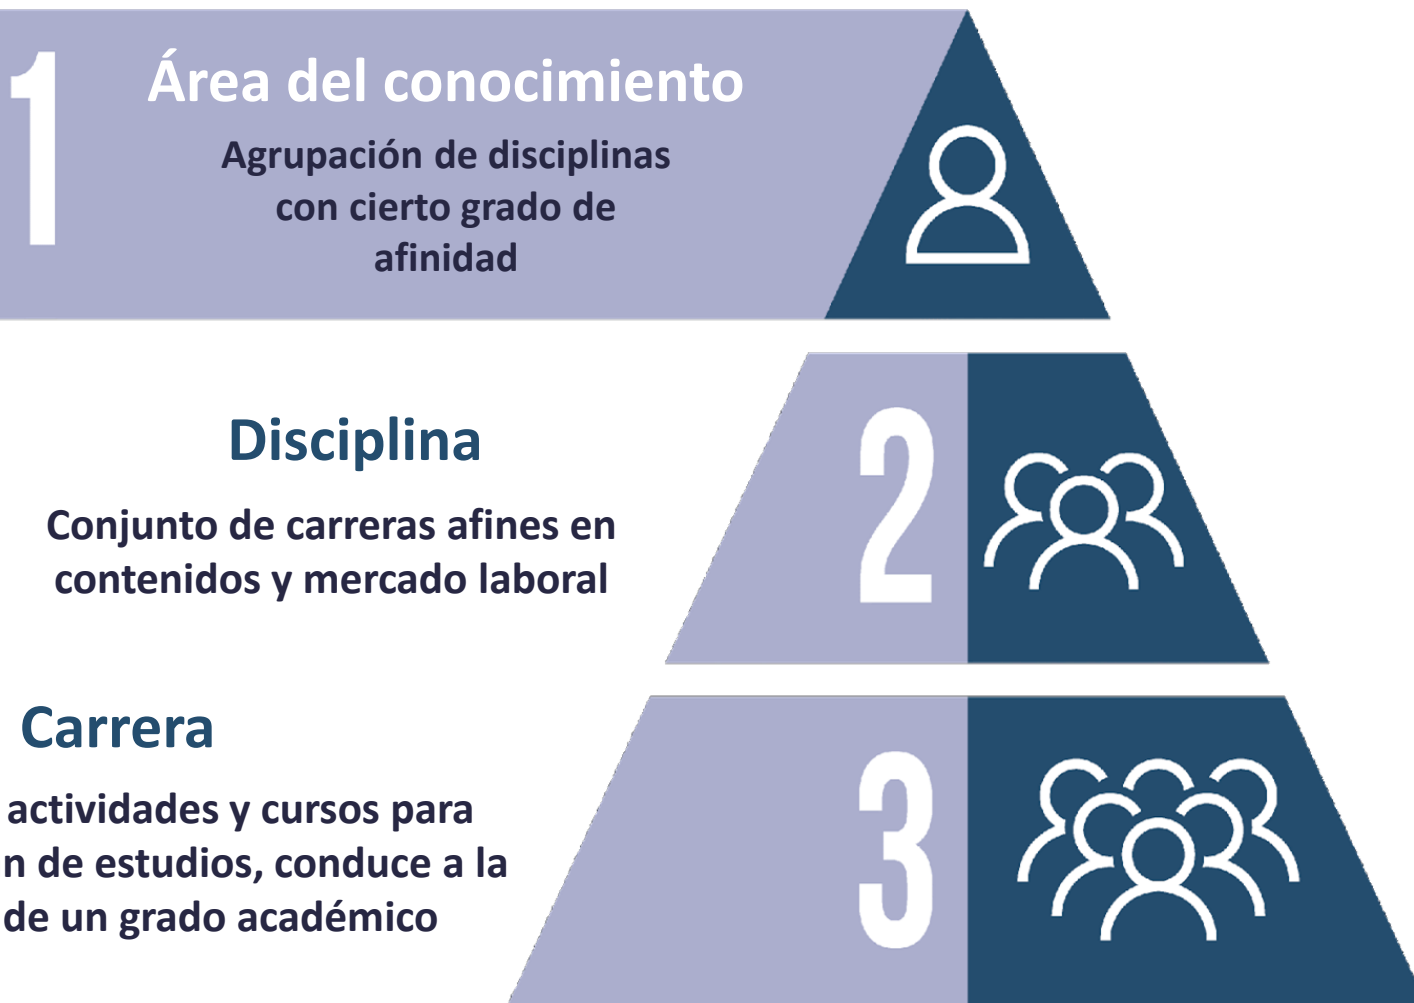 1
Área del conocimiento
Agrupación de disciplinas
con cierto grado de
afinidad
2
Disciplina
Conjunto de carreras afines en
contenidos y mercado laboral
3
Carrera
actividades y cursos para
n de estudios, conduce a la
de un grado académico